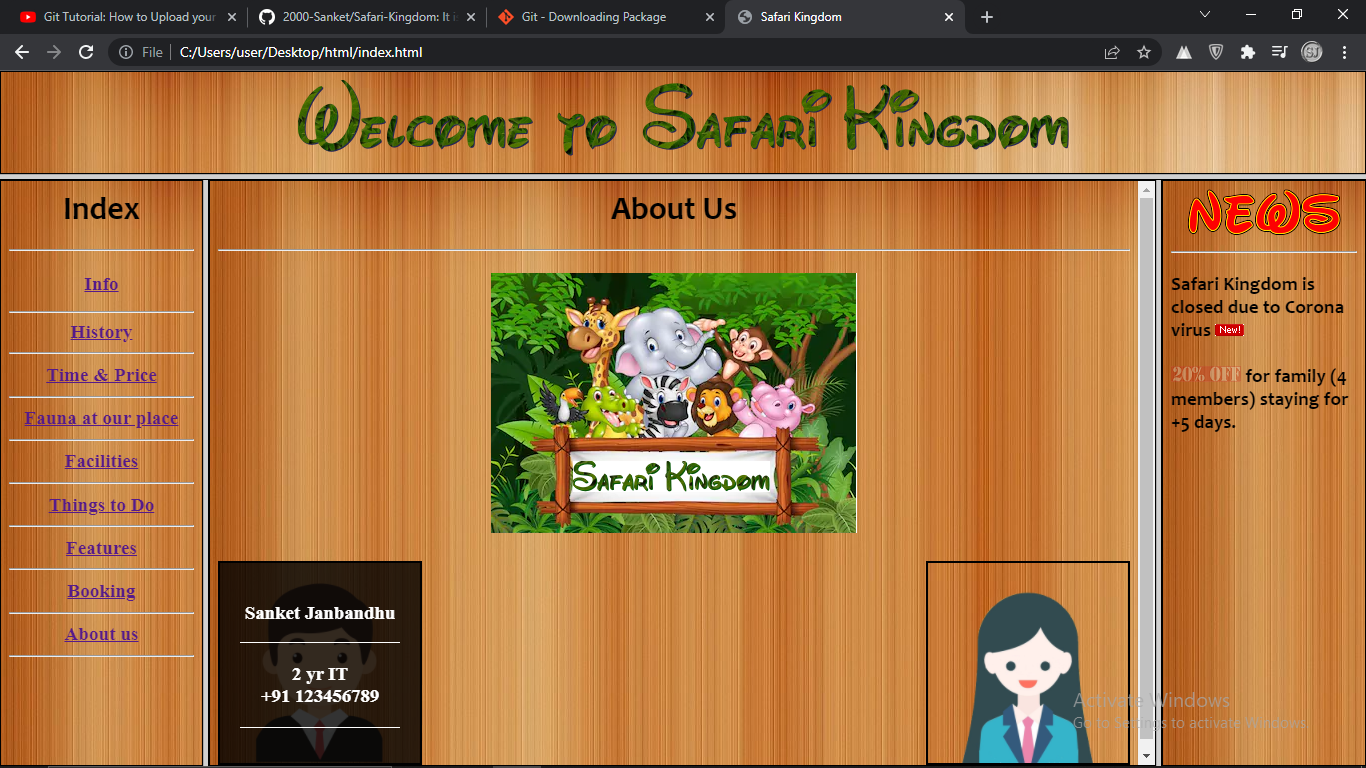 Git Tutorial: How to Upload your
2000-Sanket/Safari-Kingdom: It i
Git - Downloading Package
Safari Kingdom
File
C:/Users/user/Desktop/html/index.html
SJ
Welcome to Safari Kingdom
Index
Info
History
Time & Price
Fauna at our place
Facilities
Things to Do
Features
Booking
About us
About Us
Safari Kingdom
Sanket Janbandhu
2 yr IT
+91 123456789
NEWS
Safari Kingdom is
closed due to Corona
virus New!
20% OFF for family (4
members) staying for
+5 days.
Activate Windows
Go to Settings to activate Windows.